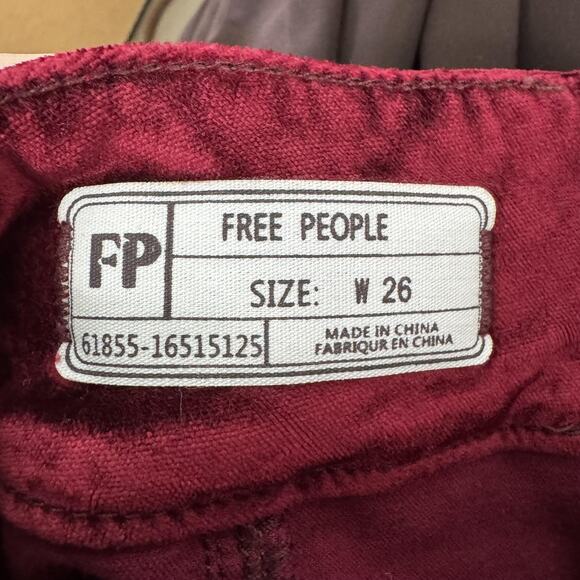 FP
FREE PEOPLE
SIZE: W 26
61855-16515125
MADE IN CHINA
FABRIQUR EN CHINA